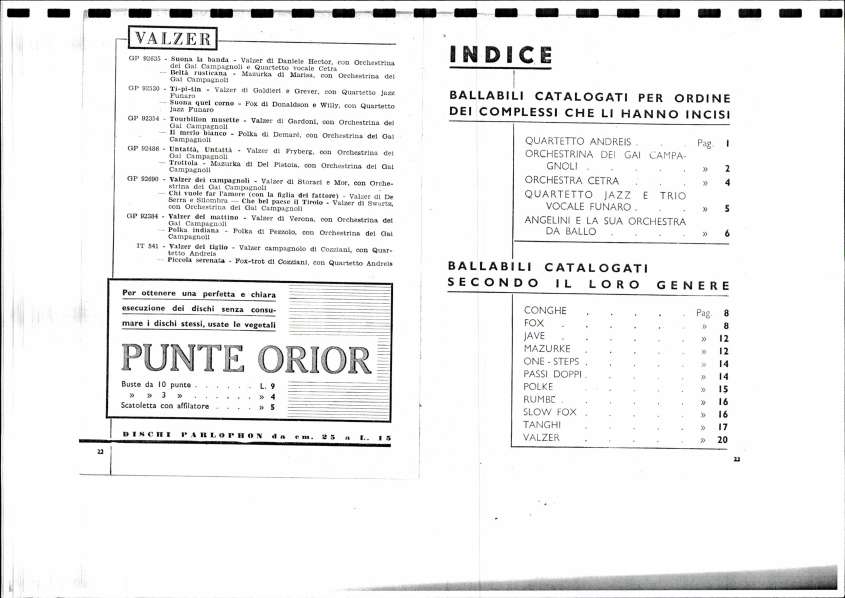 VALZER
GP 92635 - Suona la banda - Valzer di Daniele Hector, con Orchestrina
dei Gai Campagnoli e Quartetto vocale Cetra
— Beltà rusticana - Mazurka di Marisa, con Orchestrina dei
Gai Campagnoli
GP 92530 - Ti-pi-tin - Valzer di Galdieri e Grever, con Quartetto Jazz
Funaro
— Suona quel corno - Fox di Donaldson e Willy, con Quartetto
Jazz Funaro
GP 92354 - Tourbillon musette - Valzer di Gardoni, con Orchestrina dei
Gai Campagnoli
— Il merlo bianco - Polka di Demaré, con Orchestrina dei Gai
Campagnoli
GP 92486 - Untattà, Untattà - Valzer di Fryberg, con Orchestrina dei
Gai Campagnoli
— Trottola - Mazurka di Del Pistoia, con Orchestrina dei Gai
Campagnoli
GP 92690 - Valzer dei campagnoli - Valzer di Storaci e Mor, con Orche-
strina dei Gai Campagnoli
— Chi vuole far l'amore (con la figlia del fattore) - Valzer di De
Serra e Silombra — Che bel paese il Tirolo - Valzer di Swarts,
con Orchestrina dei Gai Campagnoli
GP 92384 - Valzer del mattino - Valzer di Verona, con Orchestrina dei
Gai Campagnoli
— Polka indiana - Polka di Pezzolo, con Orchestrina dei Gai
Campagnoli
IT 541 - Valzer del figlio - Valzer campagnolo di Cozziani, con Quar-
tetto Andreis
— Piccola serenata - Fox-trot di Cozziani, con Quartetto Andreis
Per ottenere una perfetta e chiara
esecuzione dei dischi senza consu-
mare i dischi stessi, usate le vegetali
PUNTE ORIOR
Buste da 10 punte . . . . . . L. 9
» » 3 » . . . . . . » 4
Scatoletta con affilatore . . . . » 5
DISCHI PARLOPHON da cm. 25 a L. 15
22
INDICE
BALLABILI CATALOGATI PER ORDINE
DEI COMPLESSI CHE LI HANNO INCISI
QUARTETTO ANDREIS . . . Pag. 1
ORCHESTRINA DEI GAI CAMPA-
GNOLI . . . . . » 2
ORCHESTRA CETRA . . . » 4
QUARTETTO JAZZ E TRIO
VOCALE FUNARO . . . » 5
ANGELINI E LA SUA ORCHESTRA
DA BALLO . . . . » 6
BALLABILI CATALOGATI
SECONDO IL LORO GENERE
CONGHE . . . . . Pag. 8
FOX . . . . . . » 8
JAVE . . . . . . » 12
MAZURKE . . . . . » 12
ONE - STEPS . . . . . » 14
PASSI DOPPI . . . . . » 14
POLKE . . . . . » 15
RUMBE . . . . . . » 16
SLOW FOX . . . . . » 16
TANGHI . . . . . » 17
VALZER . . . . . » 20
23